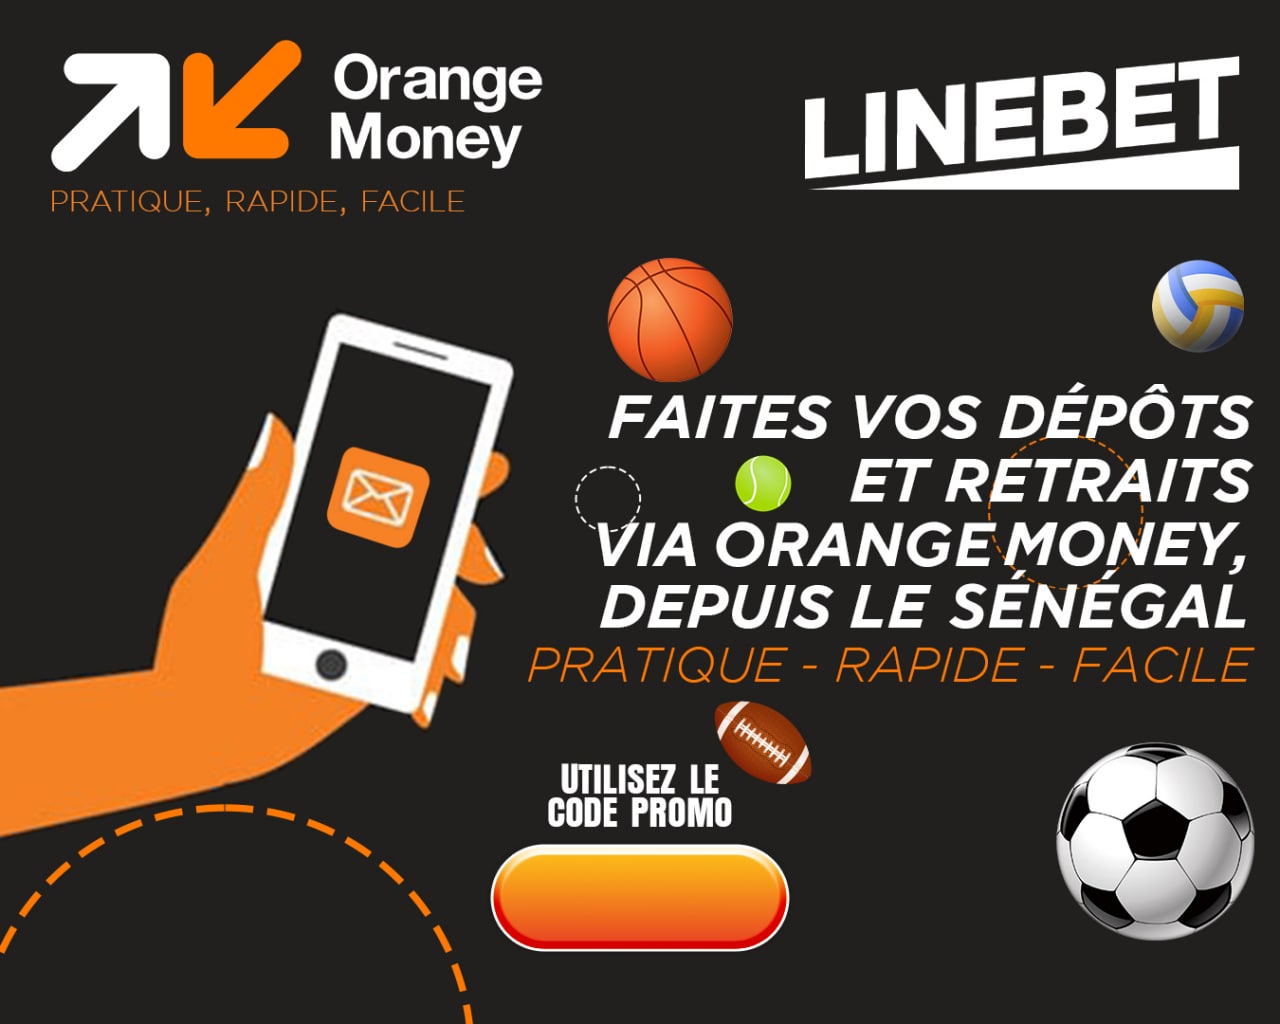 Orange
Money
PRATIQUE, RAPIDE, FACILE
LINEBET
FAITES VOS DÉPÔTS
ET RETRAITS
VIA ORANGE MONEY,
DEPUIS LE SÉNÉGAL
PRATIQUE - RAPIDE - FACILE
UTILISEZ LE
CODE PROMO